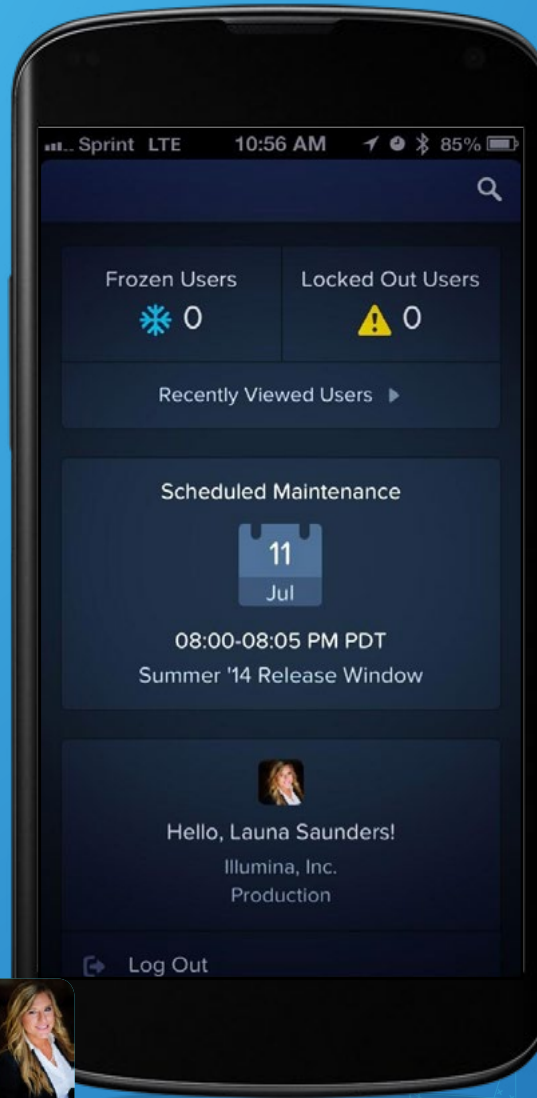 Sprint LTE 10:56 AM 85%
Frozen Users Locked Out Users
0 0
Recently Viewed Users
Scheduled Maintenance
11
Jul
08:00-08:05 PM PDT
Summer '14 Release Window
Hello, Launa Saunders!
Illumina, Inc.
Production
Log Out